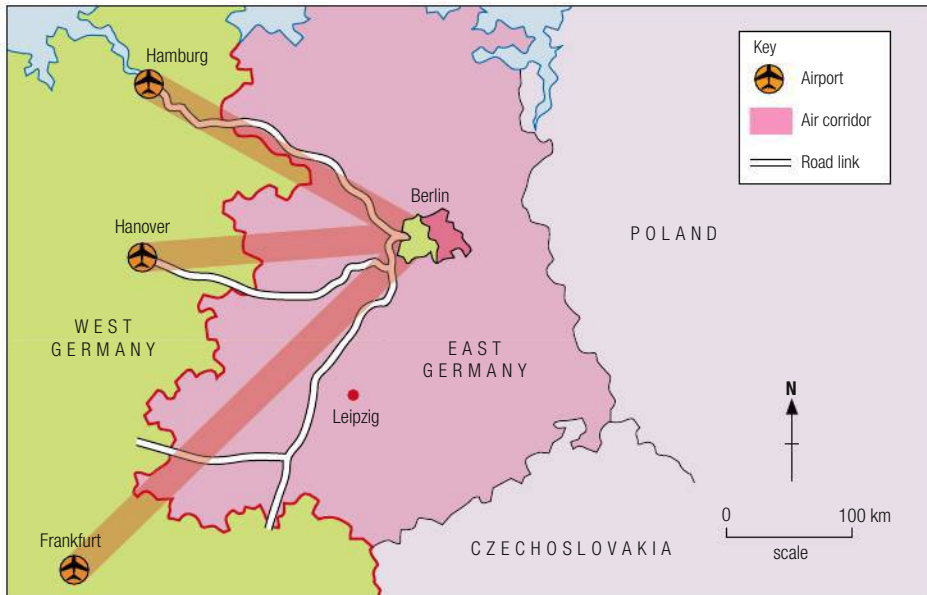 Hamburg
Hanover
Berlin
WEST
GERMANY
EAST
GERMANY
Leipzig
Frankfurt
POLAND
CZECHOSLOVAKIA
Key
Airport
Air corridor
Road link
N
0 100 km
scale